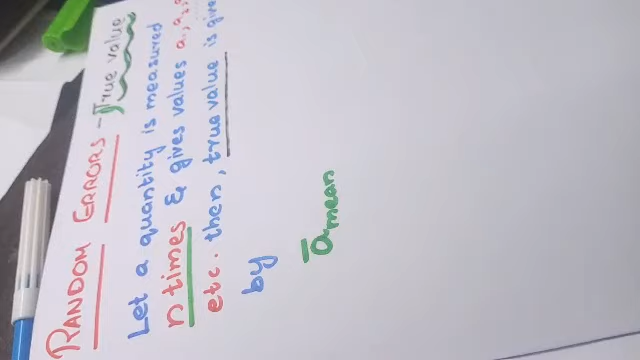 RANDOM ERRORS - True value
Let a quantity is measured
n times & gives values a₁, a₂,
etc. then, true value is
by
ā mean